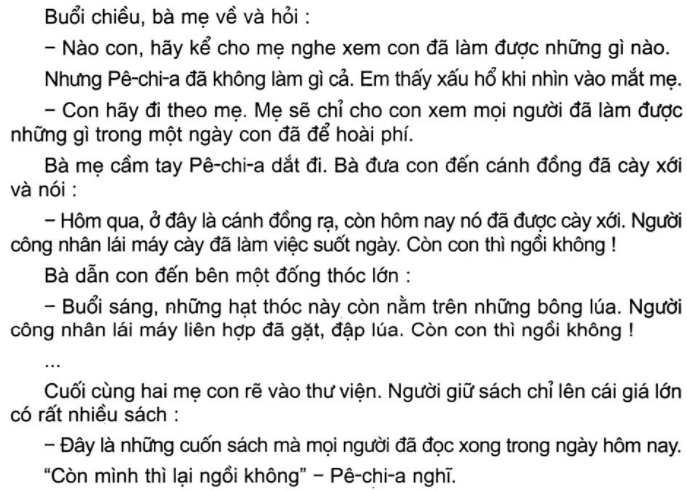 Buổi chiều, bà mẹ về và hỏi :
– Nào con, hãy kể cho mẹ nghe xem con đã làm được những gì nào.
Nhưng Pê-chi-a đã không làm gì cả. Em thấy xấu hổ khi nhìn vào mắt mẹ.
– Con hãy đi theo mẹ. Mẹ sẽ chỉ cho con xem mọi người đã làm được
những gì trong một ngày con đã để hoài phí.
Bà mẹ cầm tay Pê-chi-a dắt đi. Bà đưa con đến cánh đồng đã cày xới
và nói :
– Hôm qua, ở đây là cánh đồng rạ, còn hôm nay nó đã được cày xới. Người
công nhân lái máy cày đã làm việc suốt ngày. Còn con thì ngồi không !
Bà dẫn con đến bên một đống thóc lớn :
– Buổi sáng, những hạt thóc này còn nằm trên những bông lúa. Người
công nhân lái máy liên hợp đã gặt, đập lúa. Còn con thì ngồi không !
...
Cuối cùng hai mẹ con rẽ vào thư viện. Người giữ sách chỉ lên cái giá lớn
có rất nhiều sách :
– Đây là những cuốn sách mà mọi người đã đọc xong trong ngày hôm nay.
“Còn mình thì lại ngồi không” – Pê-chi-a nghĩ.